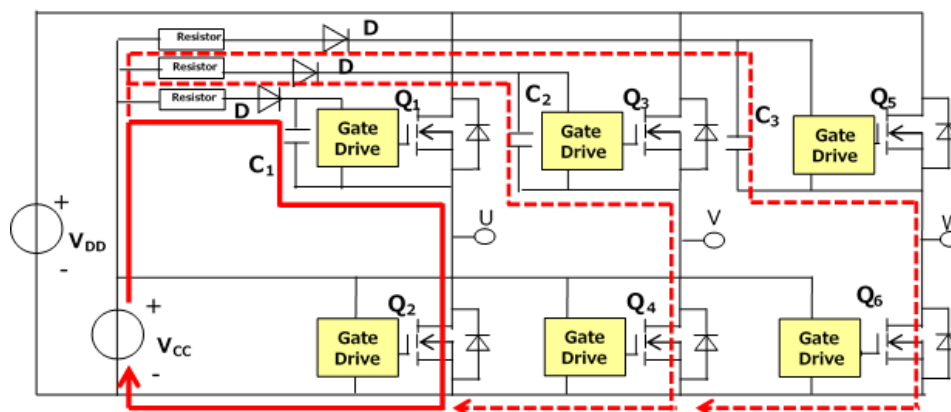 Resistor
D
Resistor
D
Resistor
D
Q1
C2
Q3
C3
Q5
Gate
Drive
Gate
Drive
Gate
Drive
C1
+
VDD
-
U
V
W
+
VCC
-
Q2
Q4
Q6
Gate
Drive
Gate
Drive
Gate
Drive